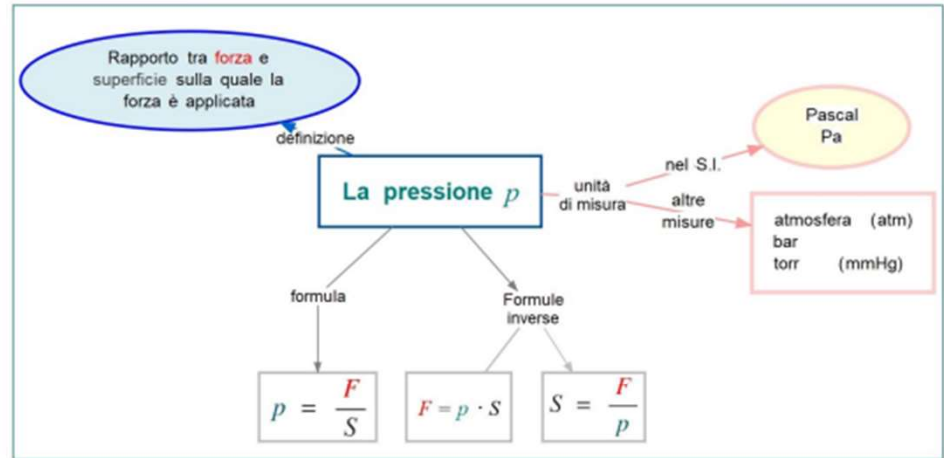 Rapporto tra forza e
superficie sulla quale la
forza è applicata
definizione
La pressione p
unità
di misura
nel S.I.
Pascal
Pa
altre
misure
atmosfera (atm)
bar
torr (mmHg)
formula
Formule
inverse
p = F / S
F = p · S
S = F / p